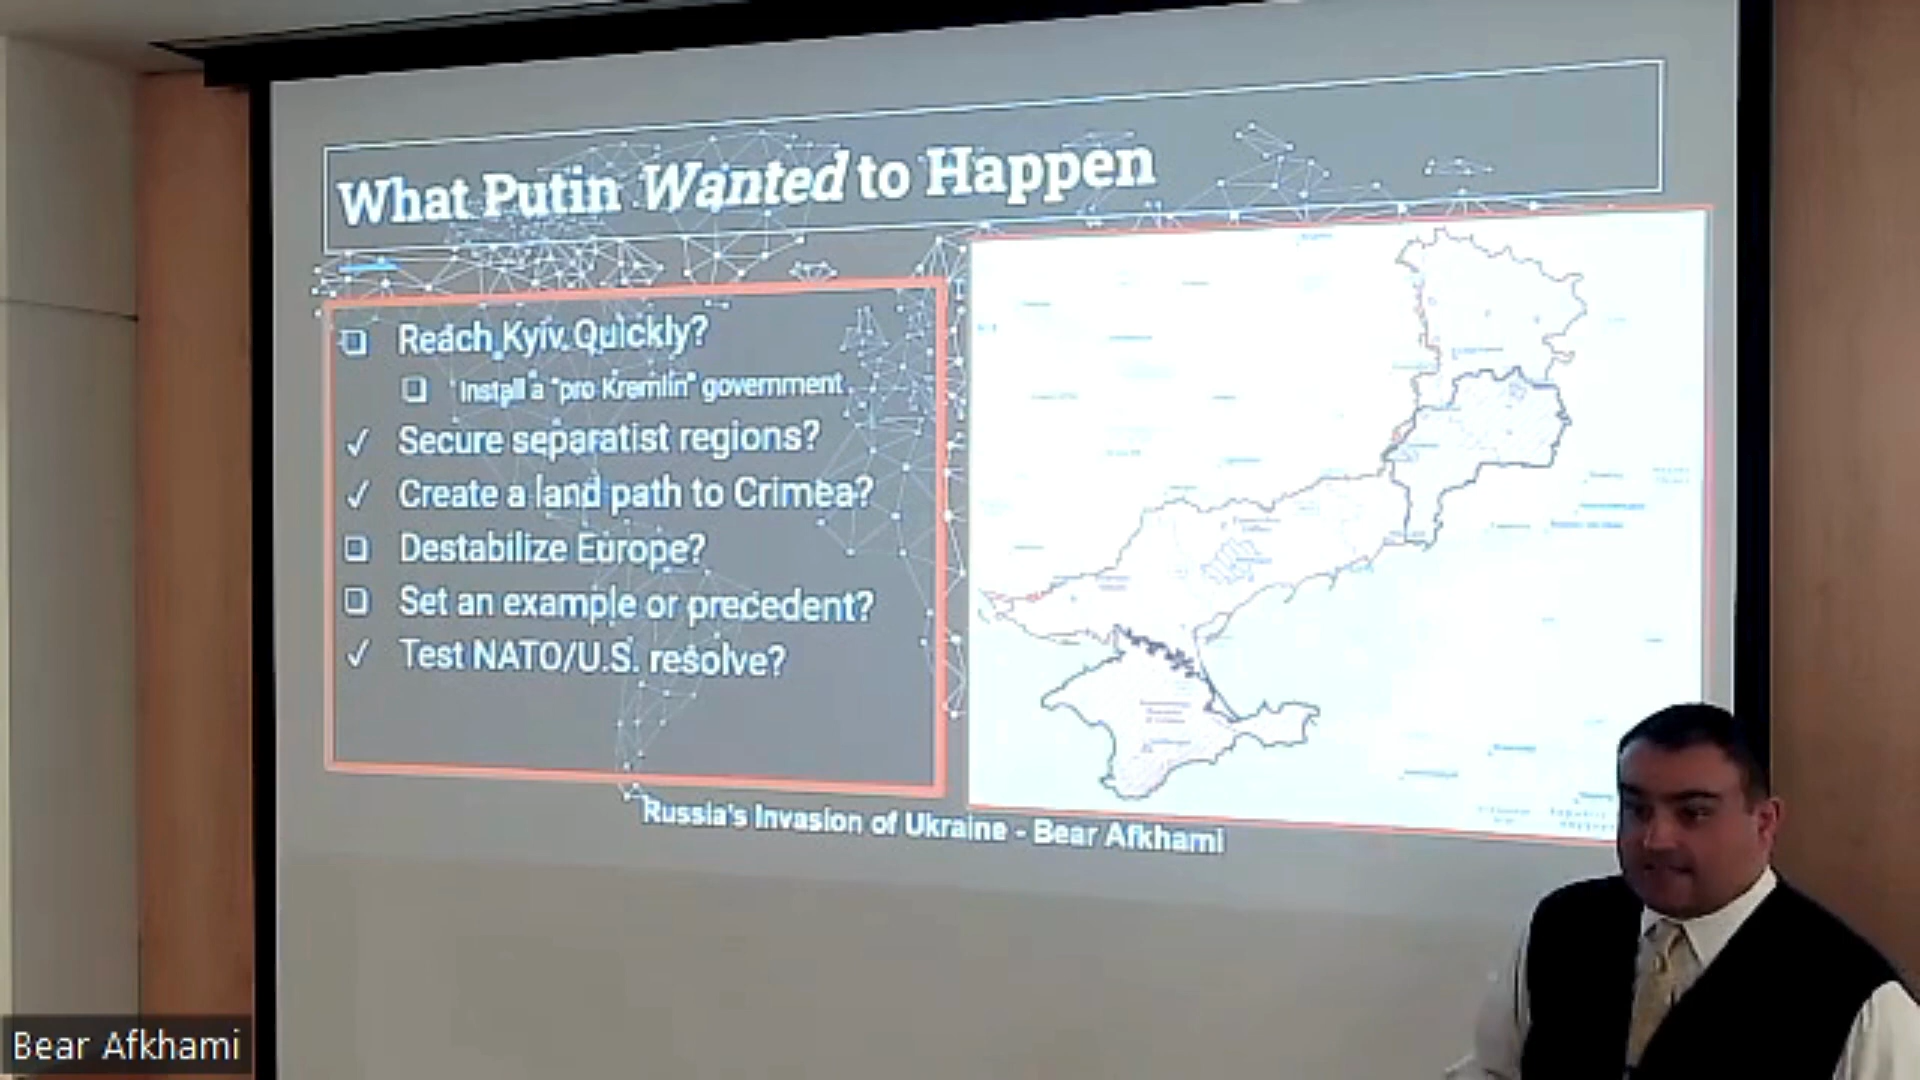 What Putin Wanted to Happen
Reach Kyiv Quickly?
Install a "pro Kremlin" government
Secure separatist regions?
Create a land path to Crimea?
Destabilize Europe?
Set an example or precedent?
Test NATO/U.S. resolve?
Russia's Invasion of Ukraine - Bear Afkhami
Bear Afkhami